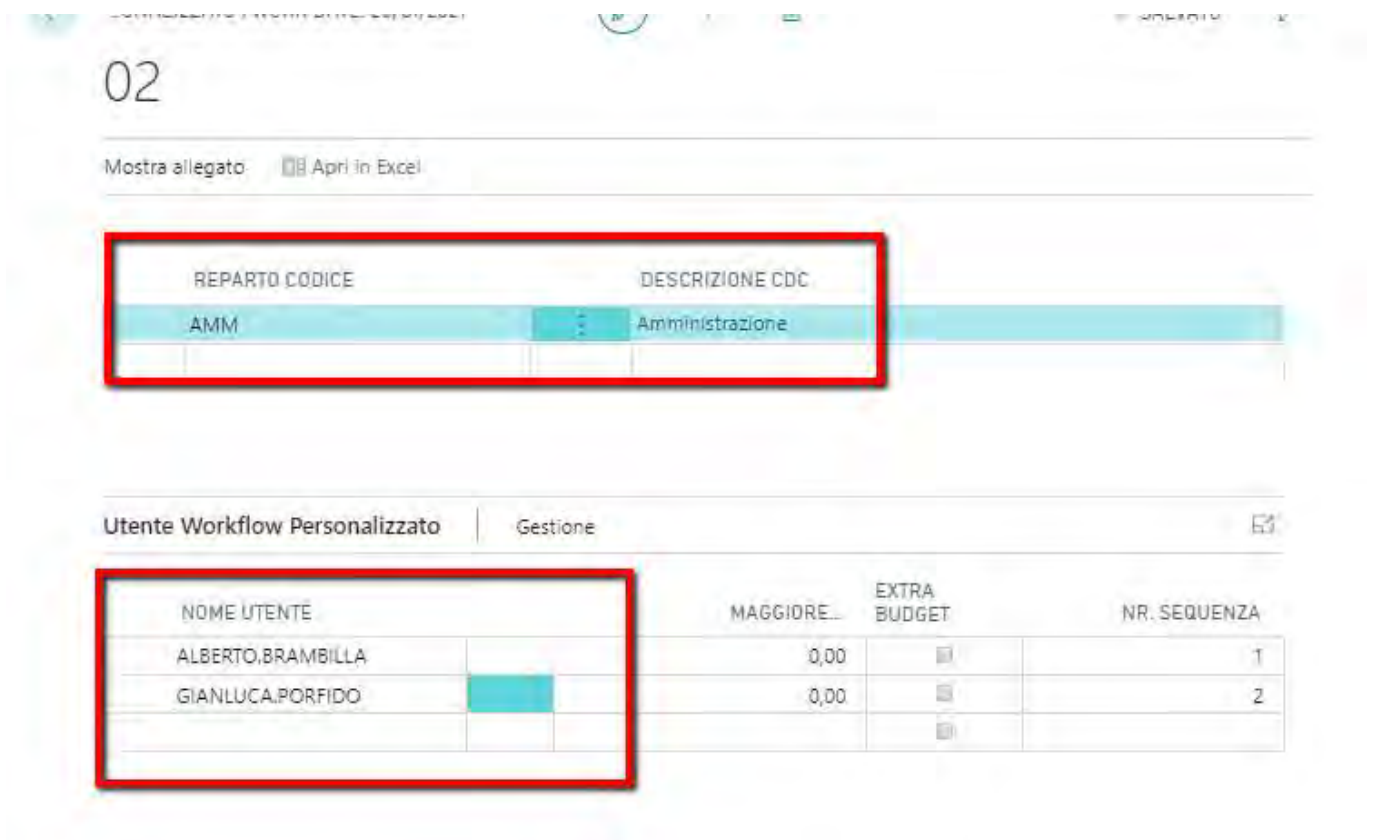 SALVATO
02
Mostra allegato Apri in Excel
REPARTO CODICE DESCRIZIONE CDC
AMM Amministrazione
Utente Workflow Personalizzato Gestione
NOME UTENTE MAGGIORE... EXTRA BUDGET NR. SEQUENZA
ALBERTO.BRAMBILLA 0,00 1
GIANLUCA.PORFIDO 0,00 2